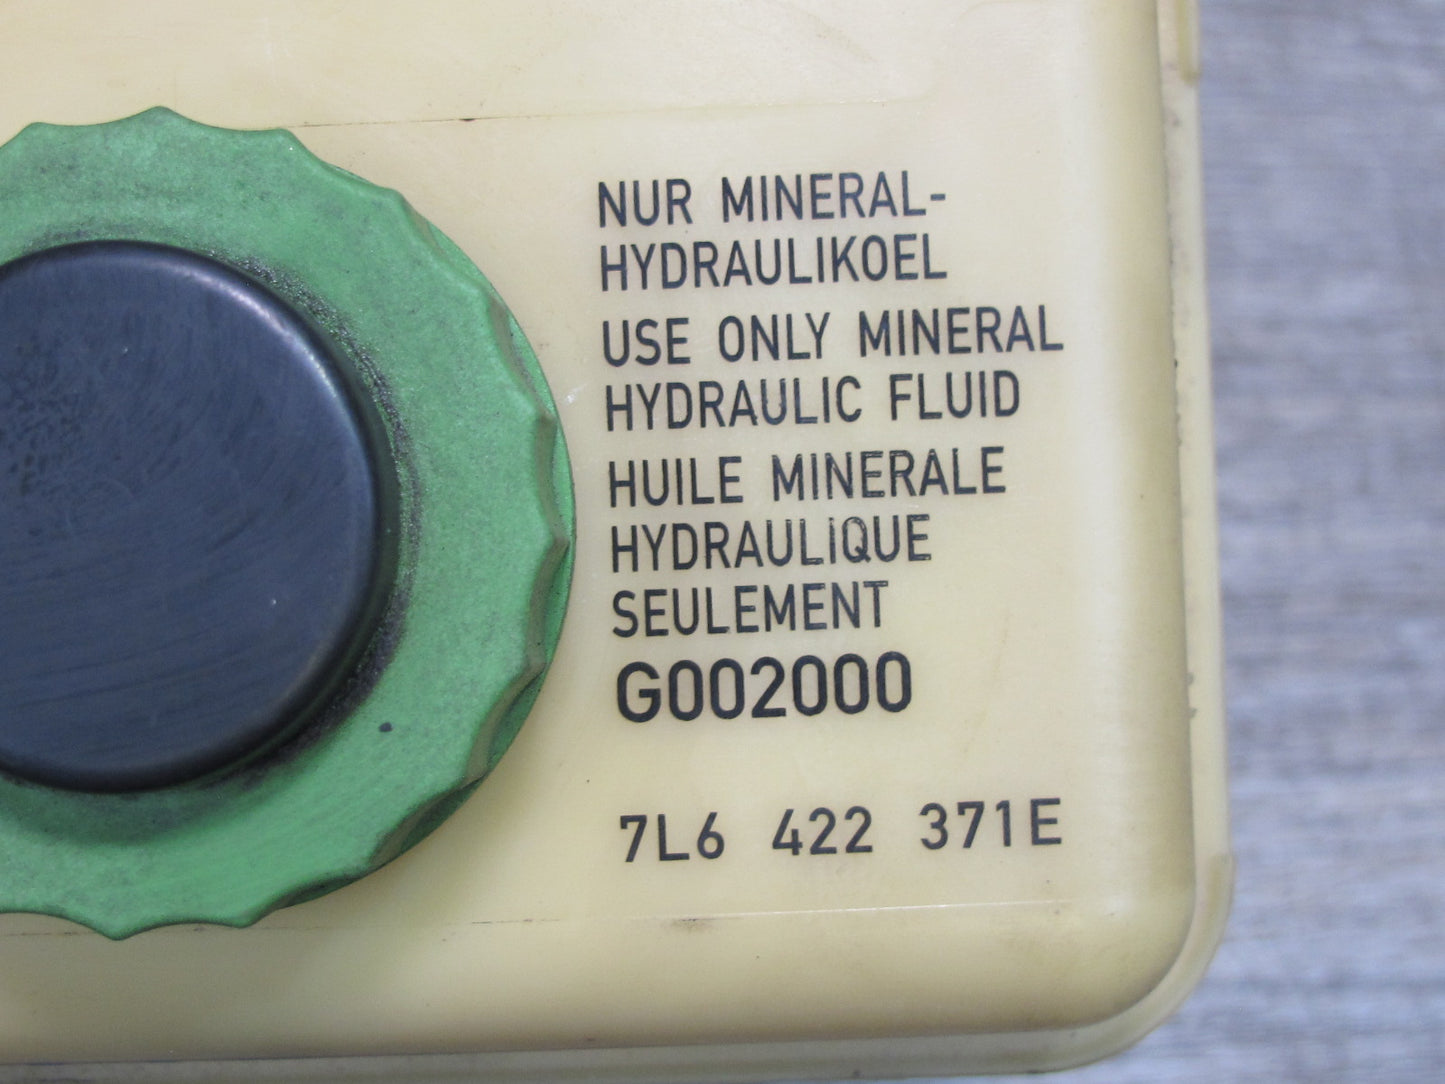 NUR MINERAL-
HYDRAULIKOEL
USE ONLY MINERAL
HYDRAULIC FLUID
HUILE MINERALE
HYDRAULIQUE
SEULEMENT
G002000
7L6 422 371E